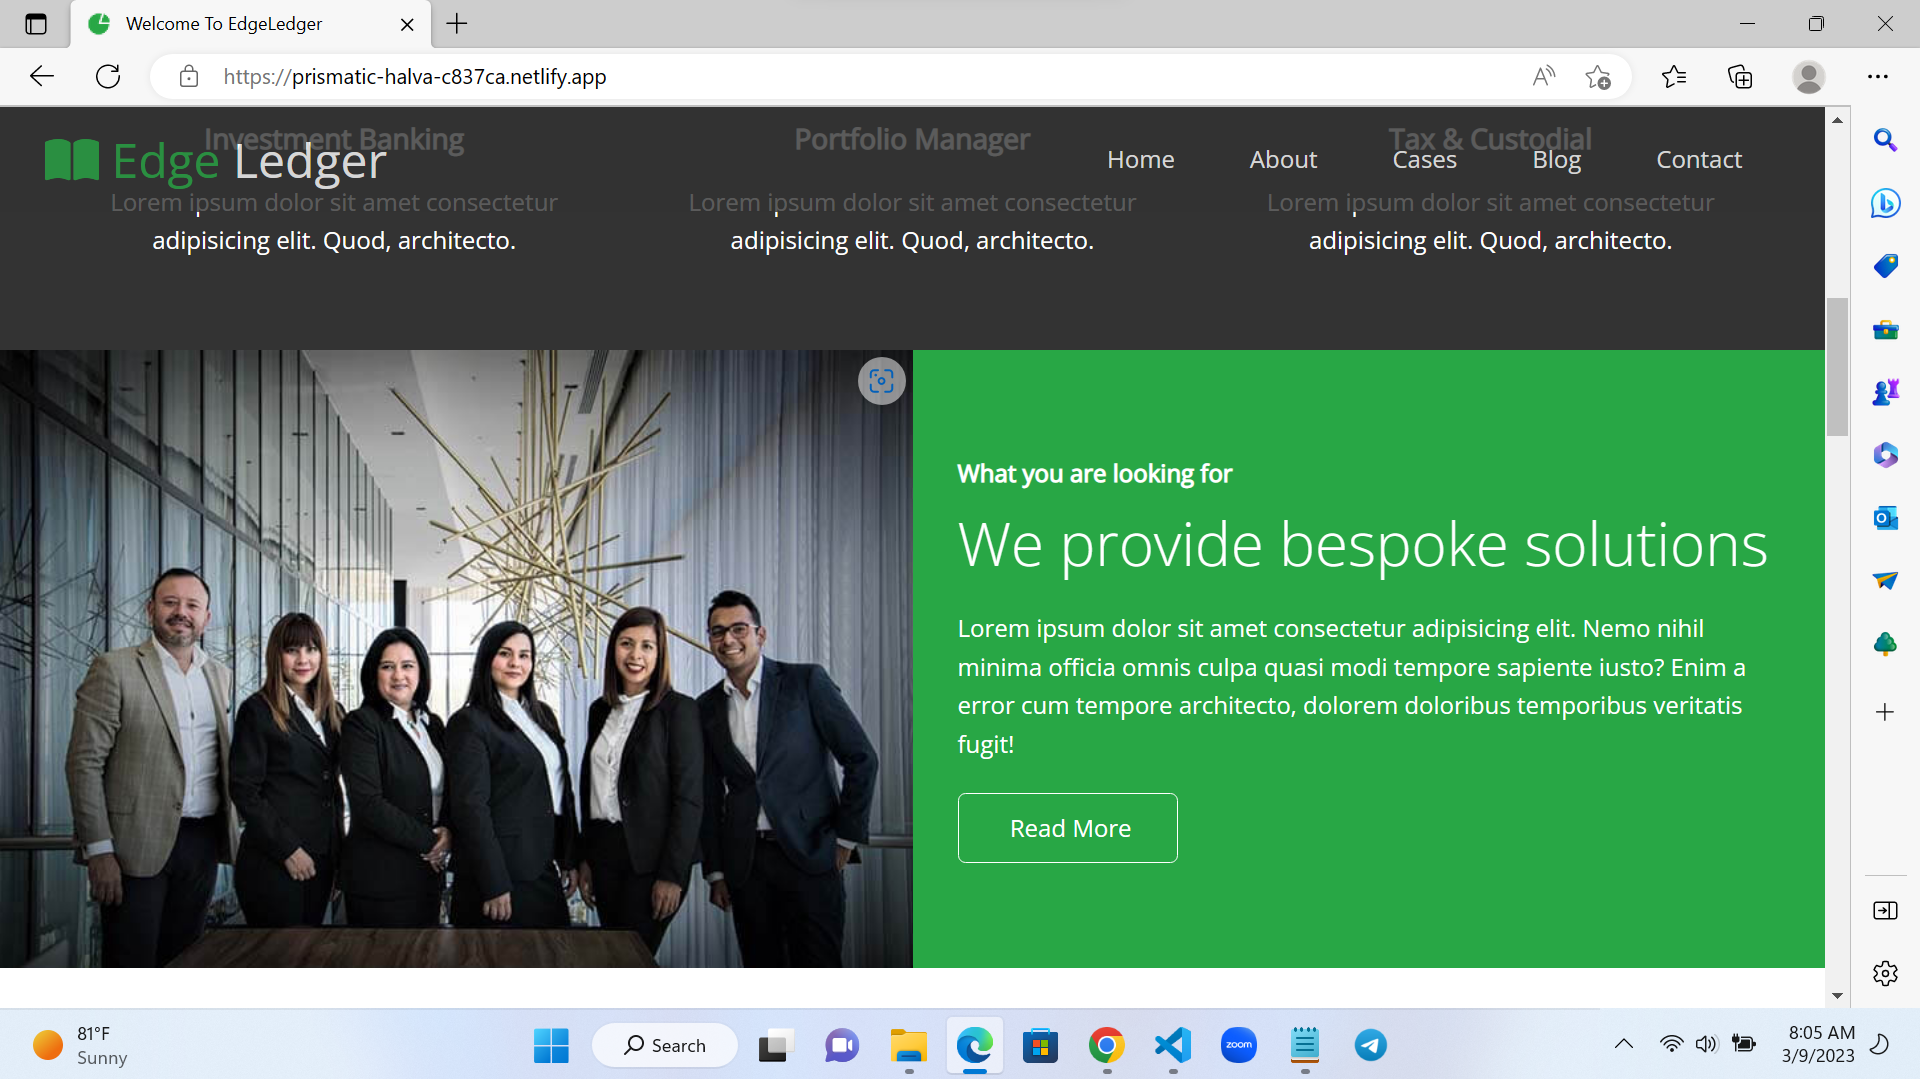 Welcome To EdgeLedger
https://prismatic-halva-c837ca.netlify.app
Investment Banking Portfolio Manager Tax & Custodial
Edge Ledger Home About Cases Blog Contact
Lorem ipsum dolor sit amet consectetur Lorem ipsum dolor sit amet consectetur Lorem ipsum dolor sit amet consectetur
adipisicing elit. Quod, architecto. adipisicing elit. Quod, architecto. adipisicing elit. Quod, architecto.
What you are looking for
We provide bespoke solutions
Lorem ipsum dolor sit amet consectetur adipisicing elit. Nemo nihil
minima officia omnis culpa quasi modi tempore sapiente iusto? Enim a
error cum tempore architecto, dolorem doloribus temporibus veritatis
fugit!
Read More
81°F
Sunny
Search
zoom
8:05 AM
3/9/2023